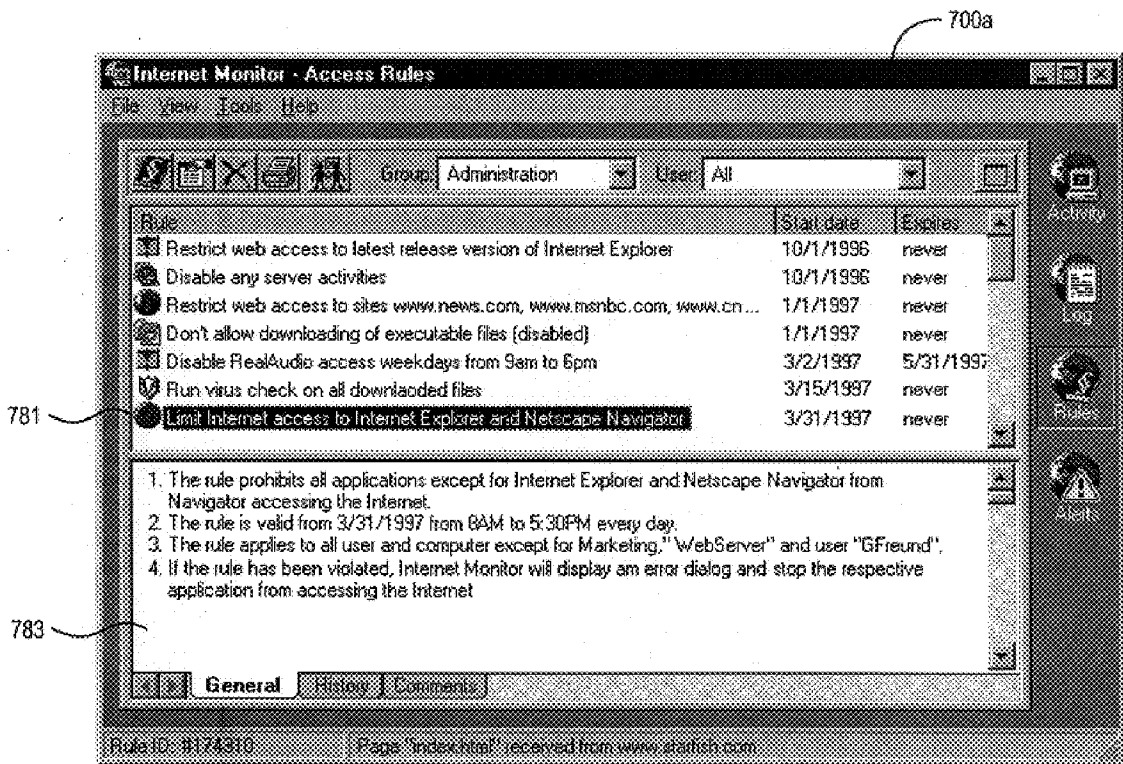 700a
Internet Monitor - Access Rules
File View Tools Help
Group: Administration User: All
Rule Start date Expires
Restrict web access to latest release version of Internet Explorer 10/1/1996 never
Disable any server activities 10/1/1996 never
Restrict web access to sites www.news.com, www.msnbc.com, www.cn... 1/1/1997 never
Don't allow downloading of executable files (disabled) 1/1/1997 never
Disable RealAudio access weekdays from 9am to 6pm 3/2/1997 5/31/1997
Run virus check on all downlaoded files 3/15/1997 never
781 Limit Internet access to Internet Explorer and Netscape Navigator 3/31/1997 never
Activity
Log
Rules
Alerts
1. The rule prohibits all applications except for Internet Explorer and Netscape Navigator from
Navigator accessing the Internet.
2. The rule is valid from 3/31/1997 from 8AM to 5:30PM every day.
3. The rule applies to all user and computer except for Marketing," WebServer" and user "GFreund".
4. If the rule has been violated, Internet Monitor will display am error dialog and stop the respective
application from accessing the Internet
783
General History Comments
Rule ID: #174310 Page "index.html" received from www.starfish.com